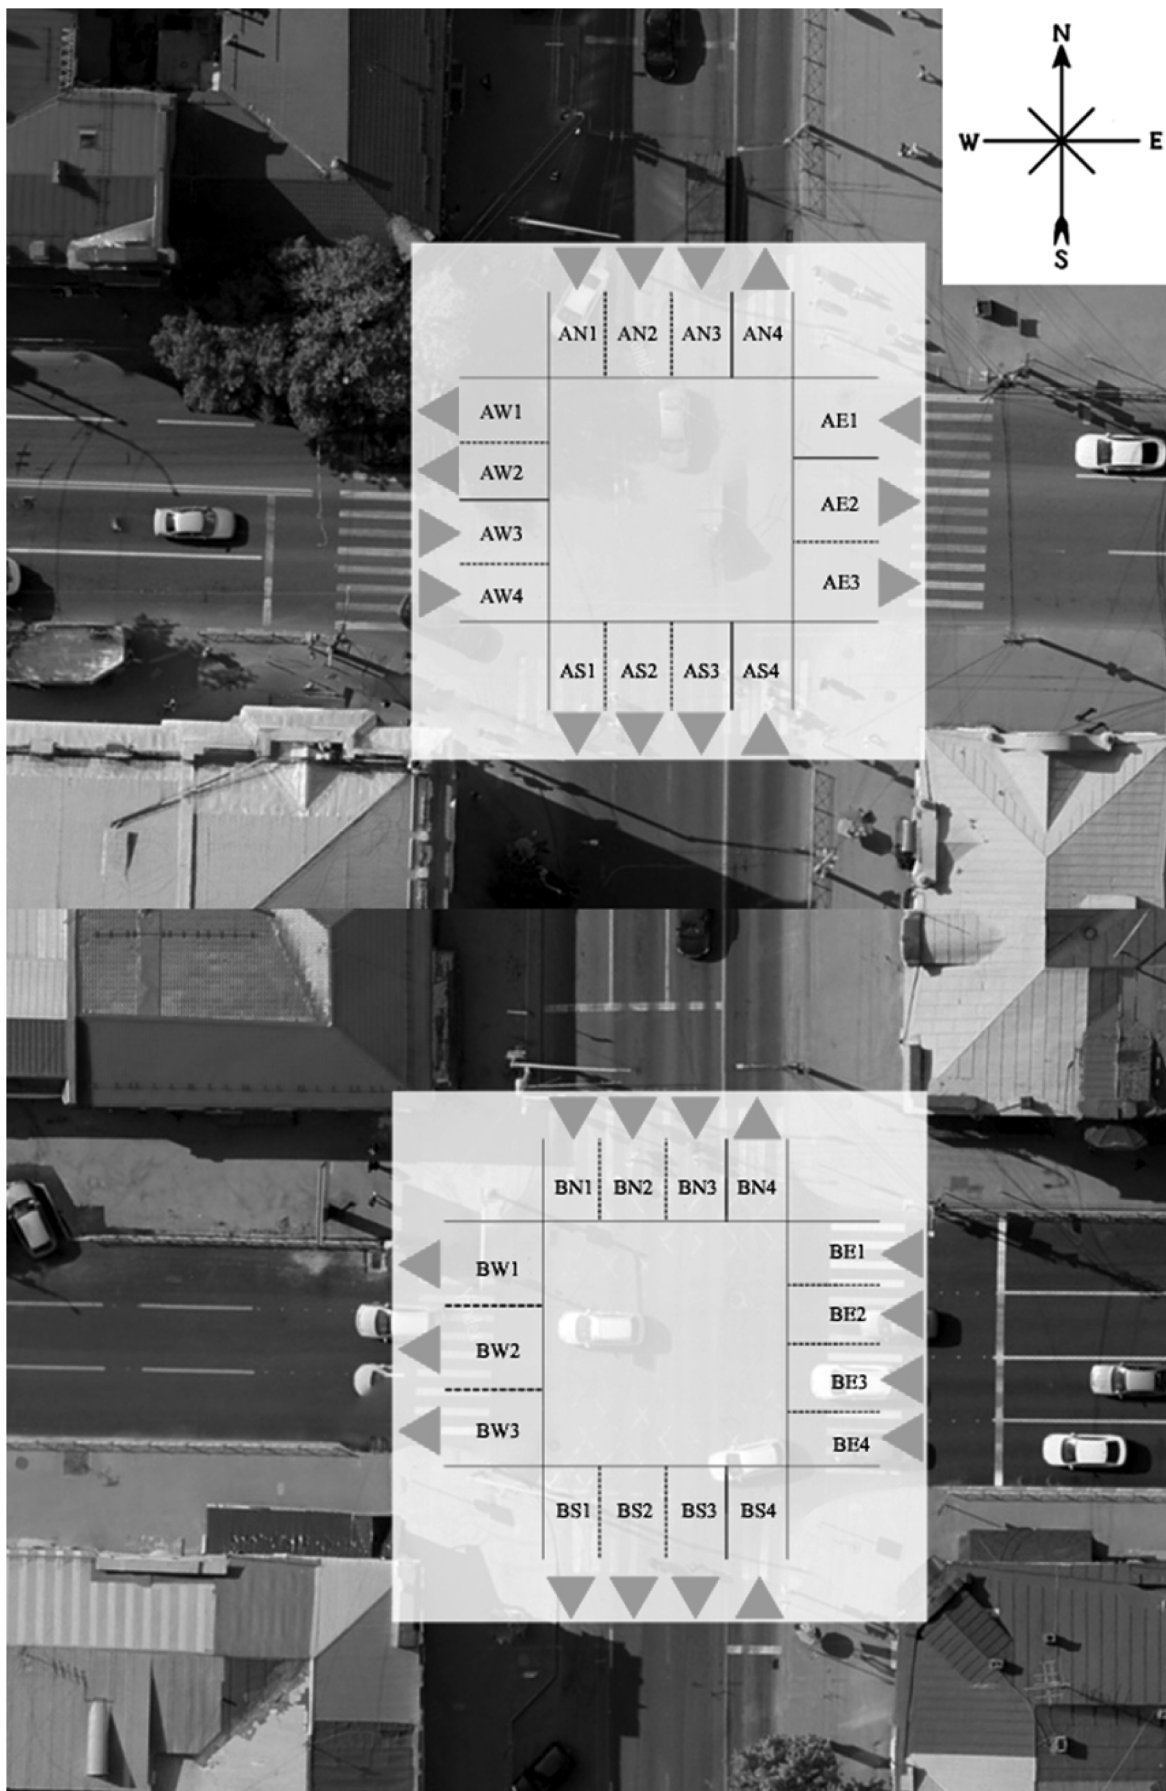 N
W E
S
AN1 AN2 AN3 AN4
AW1
AW2
AW3
AW4
AE1
AE2
AE3
AS1 AS2 AS3 AS4
BN1 BN2 BN3 BN4
BW1
BW2
BW3
BE1
BE2
BE3
BE4
BS1 BS2 BS3 BS4